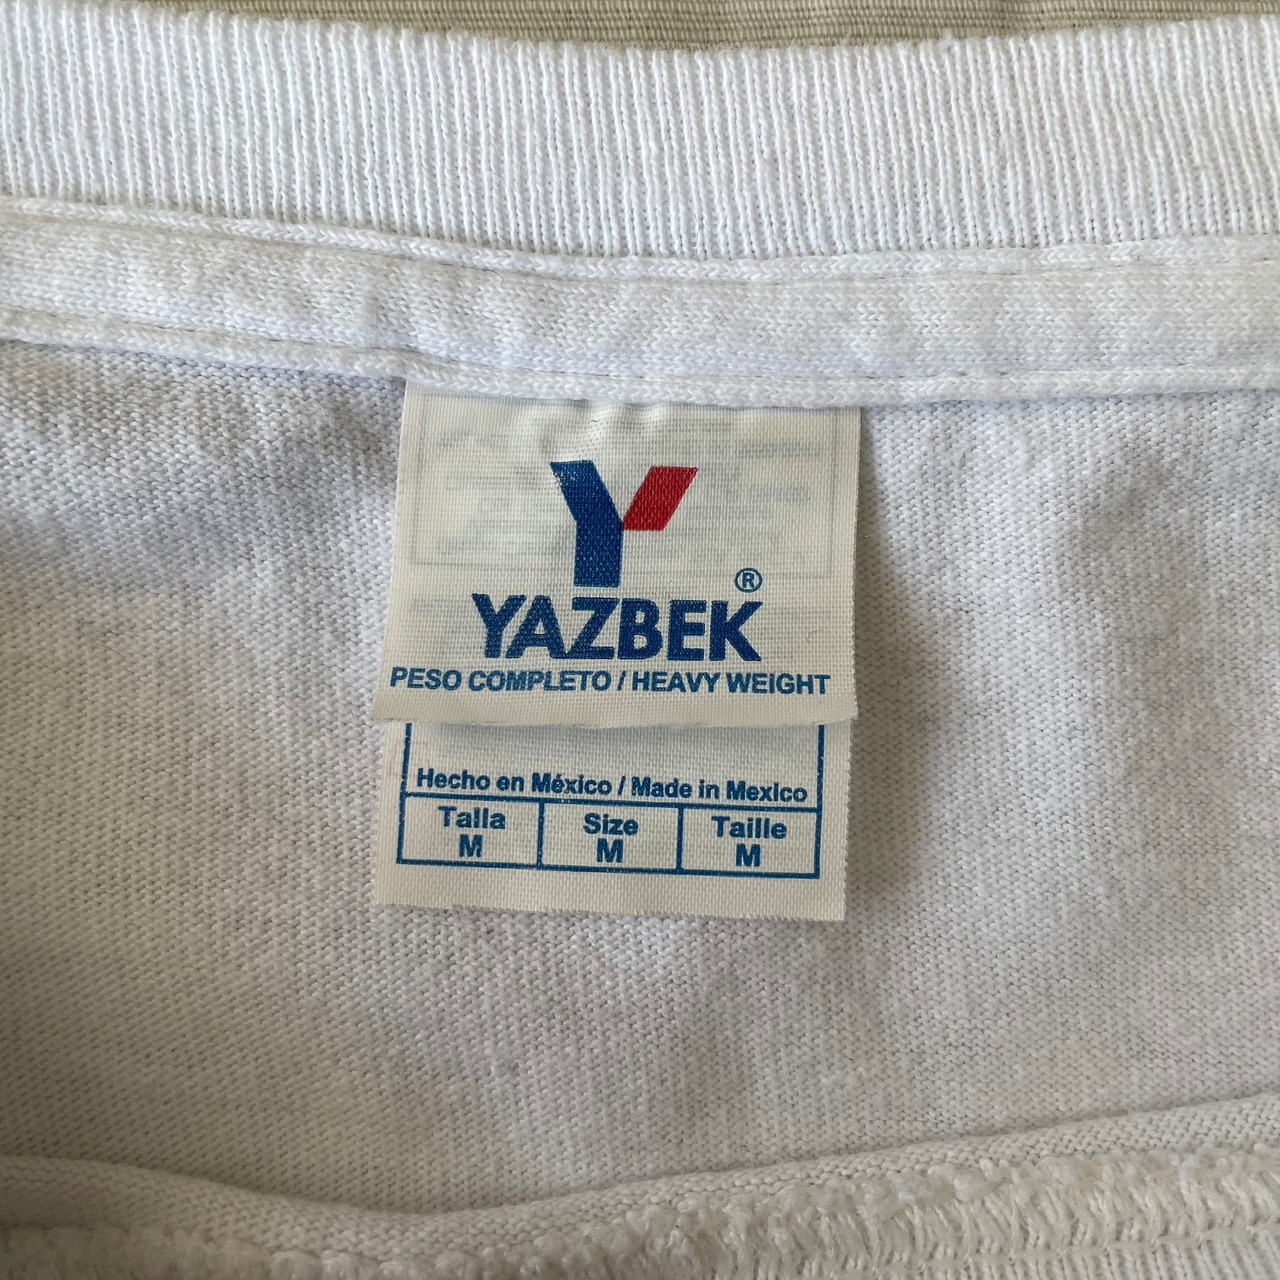 Y
®
YAZBEK
PESO COMPLETO / HEAVY WEIGHT
Hecho en México / Made in Mexico
Talla Size Taille
M M M